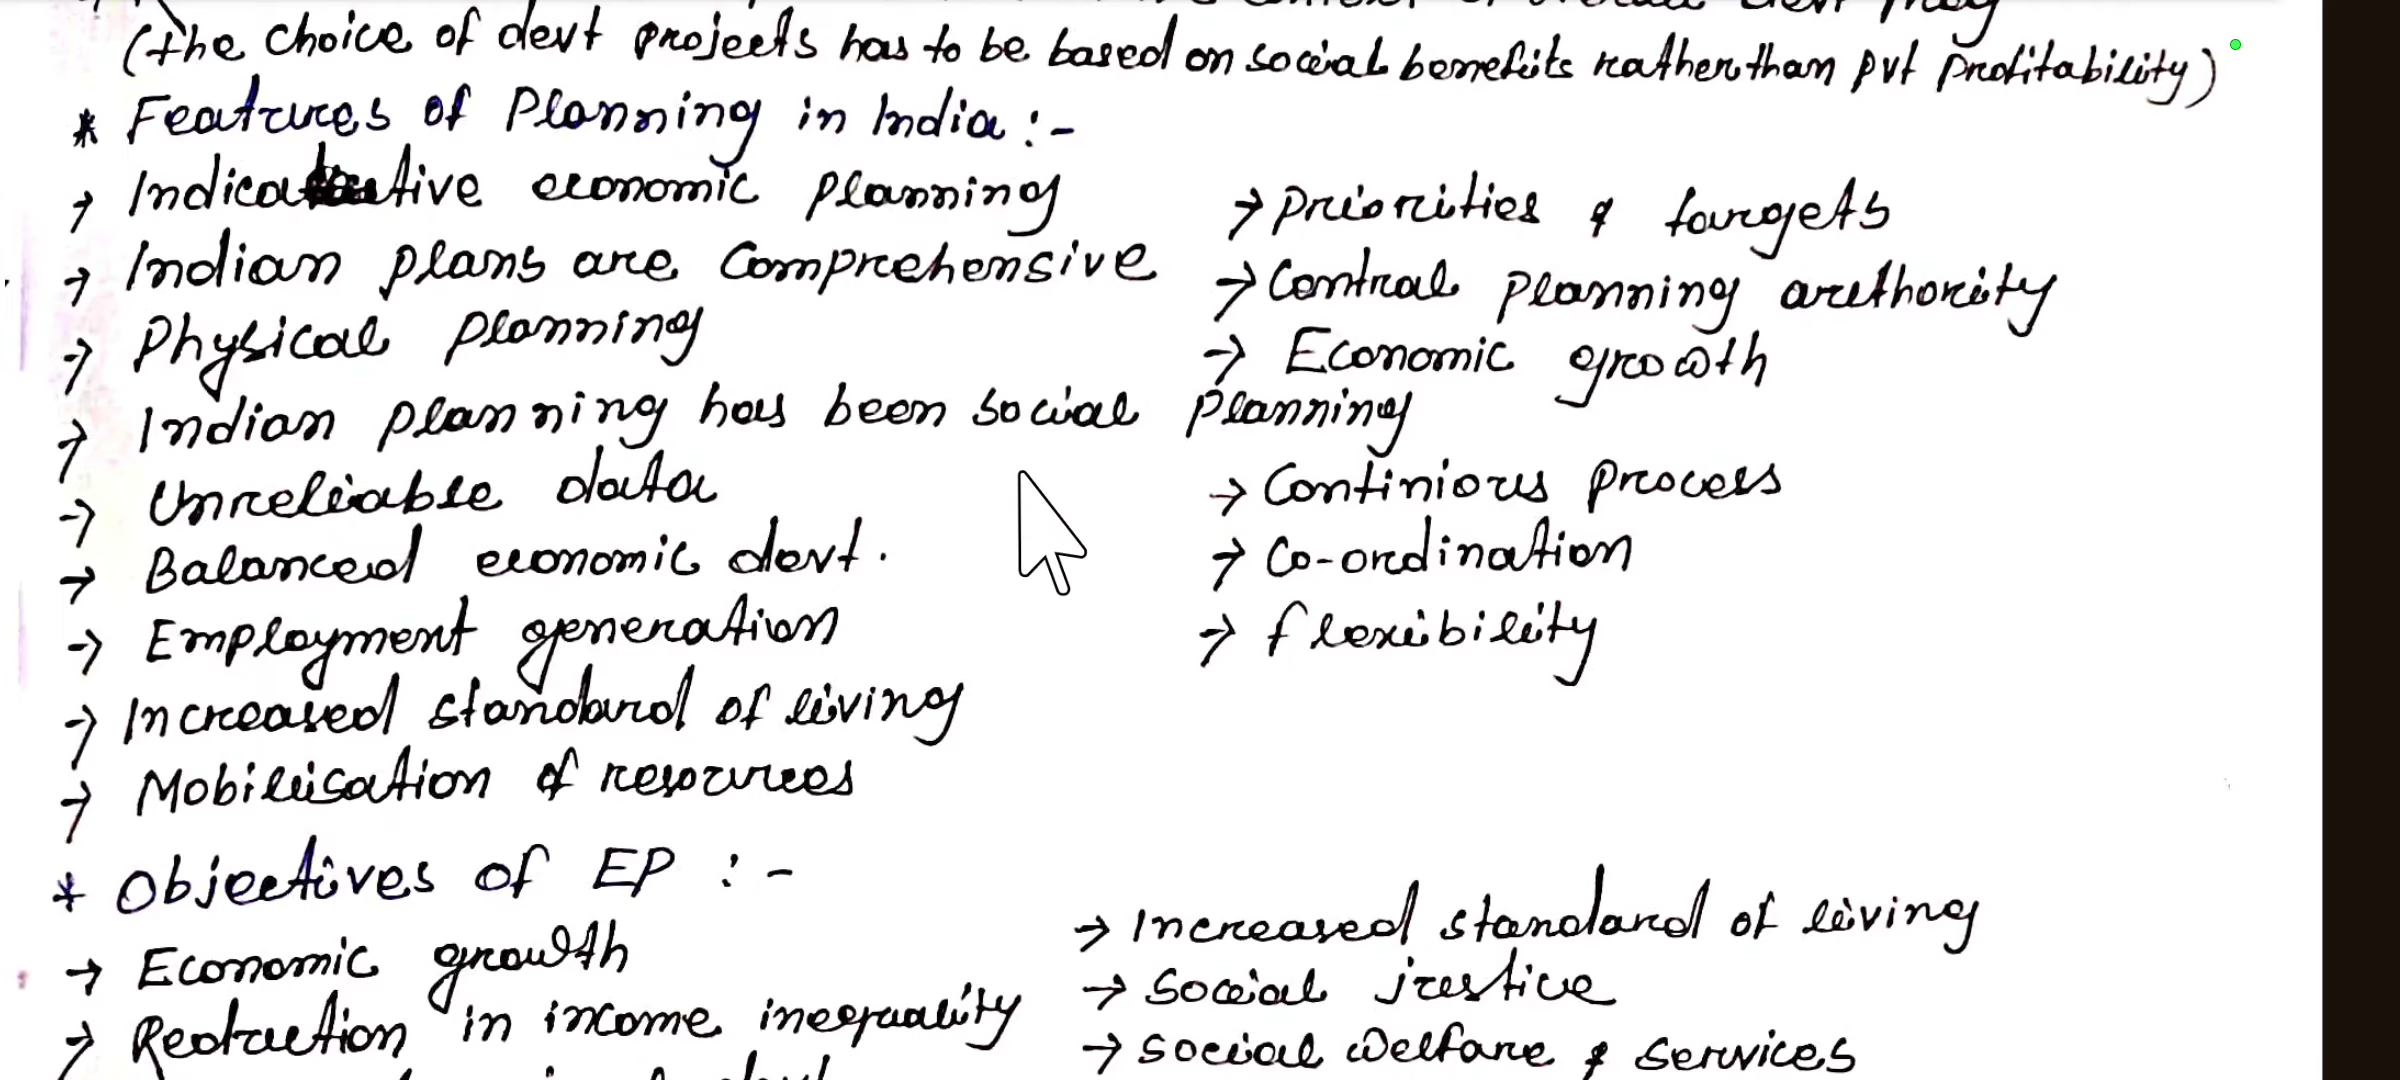 (the choice of devt projects has to be based on social benefits rather than pvt profitability)
* Features of Planning in India :-
→ Indicative economic planning
→ Indian plans are Comprehensive
→ Physical planning
→ Indian planning has been social planning
→ Unreliable data
→ Balanced economic devt.
→ Employment generation
→ Increased standard of living
→ Mobilisation of resources
→ Priorities & targets
→ Central planning authority
→ Economic growth
→ Continious process
→ Co-ordination
→ flexibility
* Objectives of EP :-
→ Economic growth
→ Reduction in income inequality
→ Increased standard of living
→ Social justice
→ Social welfare & services